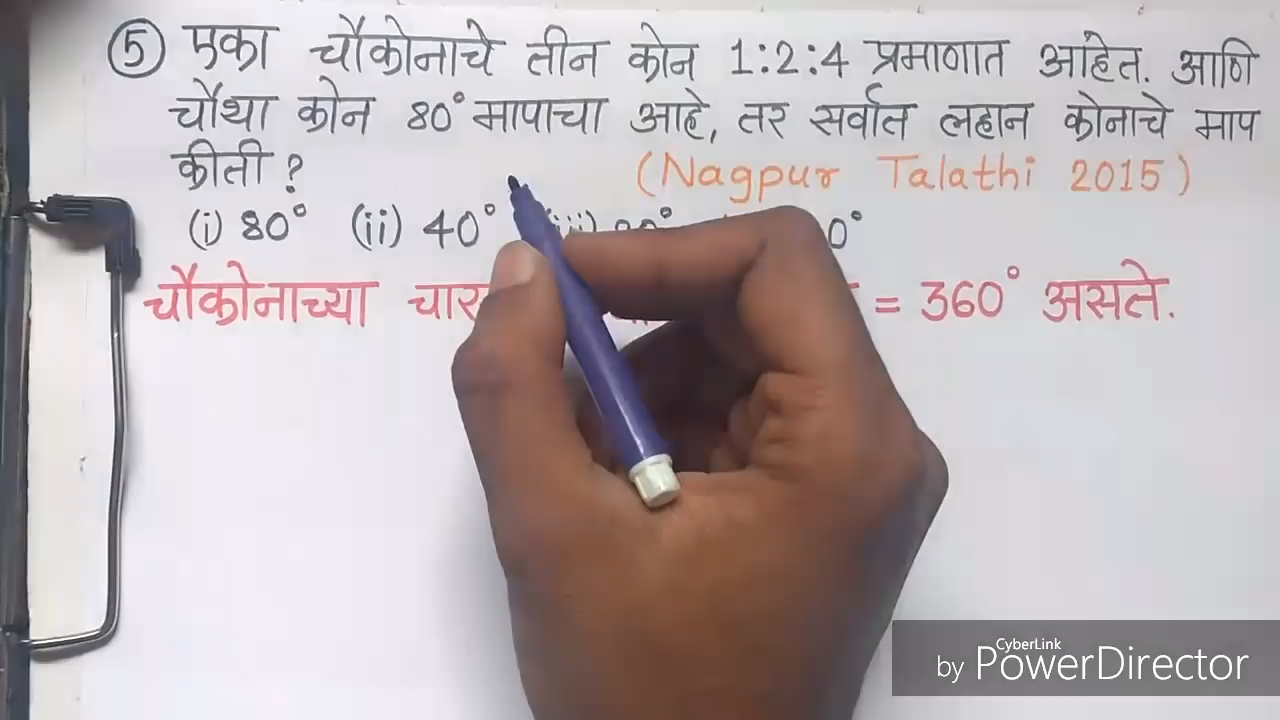 ⑤ एका चौकोनाचे तीन कोन 1:2:4 प्रमाणात आहेत. आणि
चौथा कोन 80° मापाचा आहे, तर सर्वात लहान कोनाचे माप
कीती?
(Nagpur Talathi 2015)
(i) 80° (ii) 40°
चौकोनाच्या = 360° असते.
CyberLink
by PowerDirector